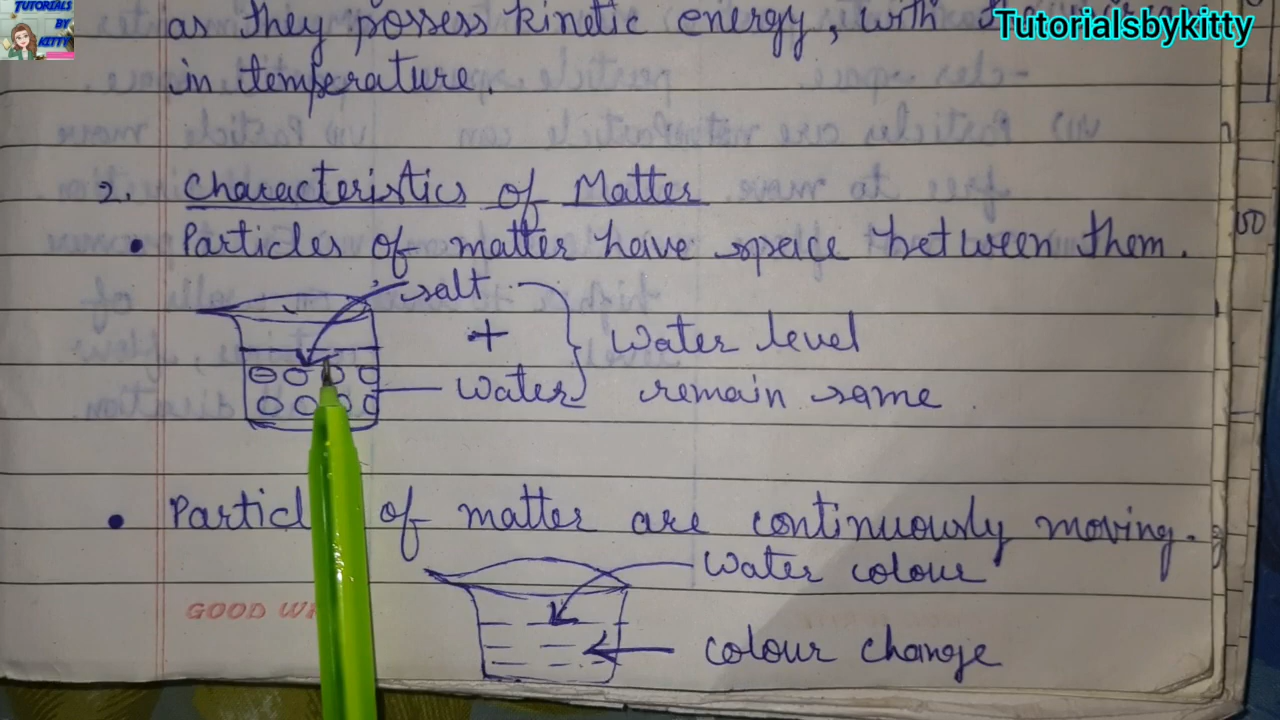 TUTORIALS
BY
KITTY
Tutorialsbykitty
as they possess kinetic energy, with
in temperature.
2. Characteristics of Matter
• Particles of matter have space between them.
salt
+
Water
Water level
remain same
• Particl of matter are continuously moving.
Water colour
colour change
GOOD